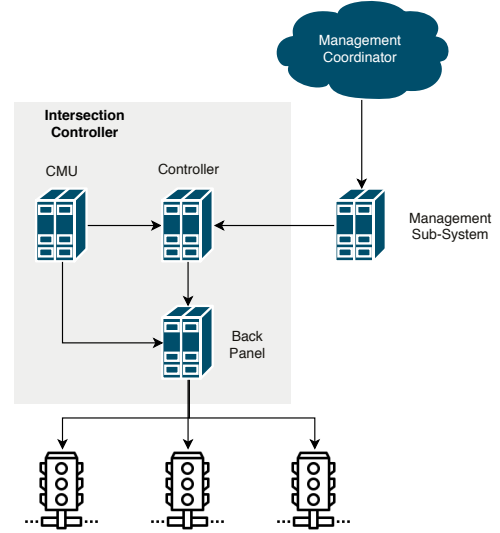 Management
Coordinator
Intersection
Controller
CMU
Controller
Management
Sub-System
Back
Panel